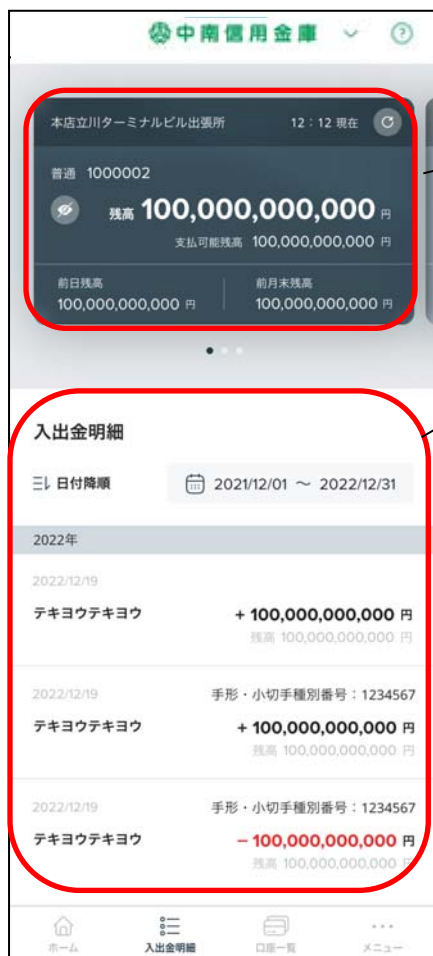 中南信用金庫
?
本店立川ターミナルビル出張所 12：12 現在
普通 1000002
残高 100,000,000,000 円
支払可能残高 100,000,000,000 円
前日残高 前月末残高
100,000,000,000 円 100,000,000,000 円
入出金明細
日付降順 2021/12/01 ～ 2022/12/31
2022年
2022/12/19
テキヨウテキヨウ + 100,000,000,000 円
残高 100,000,000,000 円
2022/12/19 手形・小切手種別番号：1234567
テキヨウテキヨウ + 100,000,000,000 円
残高 100,000,000,000 円
2022/12/19 手形・小切手種別番号：1234567
テキヨウテキヨウ − 100,000,000,000 円
残高 100,000,000,000 円
ホーム 入出金明細 口座一覧 メニュー